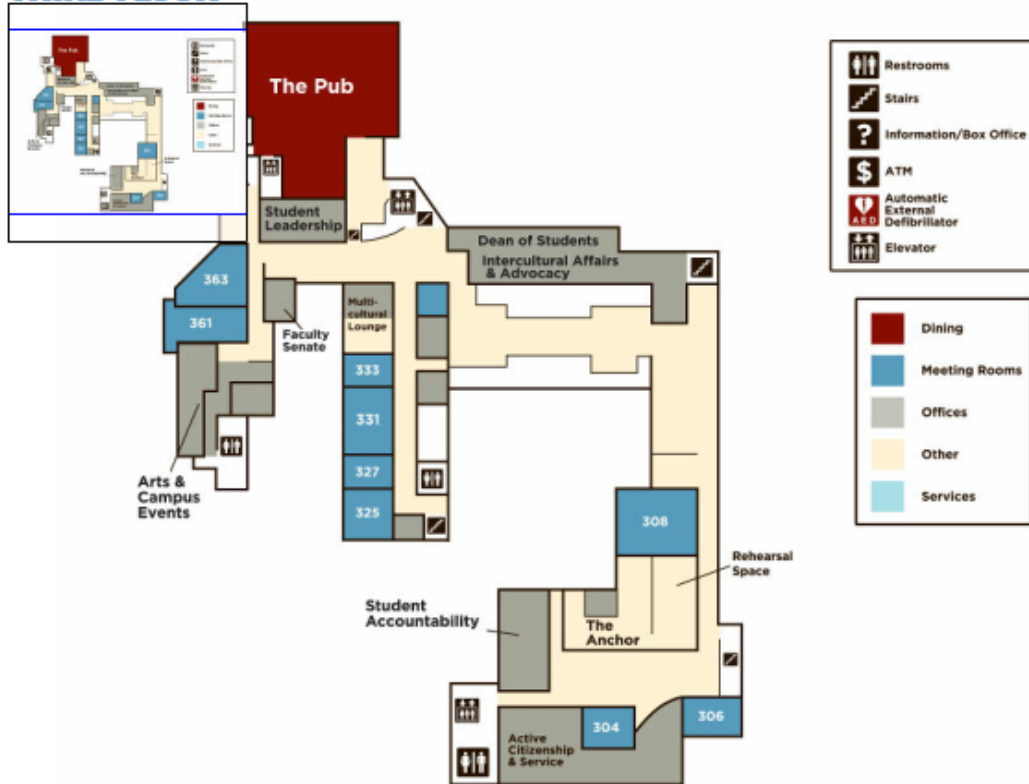 The Pub
Student
Leadership
Dean of Students
Intercultural Affairs
& Advocacy
363
361
Multi-
cultural
Lounge
Faculty
Senate
333
331
327
325
Arts &
Campus
Events
308
Rehearsal
Space
Student
Accountability
The
Anchor
304
306
Active
Citizenship
& Service
Restrooms
Stairs
?
Information/Box Office
$
ATM
AED
Automatic
External
Defibrillator
Elevator
Dining
Meeting Rooms
Offices
Other
Services
The Pub